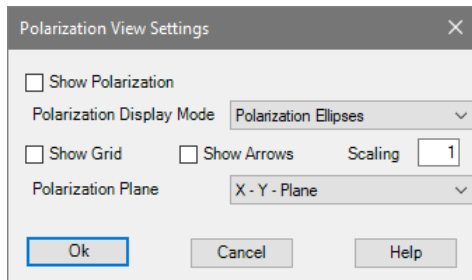 Polarization View Settings
Show Polarization
Polarization Display Mode Polarization Ellipses
Show Grid Show Arrows Scaling 1
Polarization Plane X - Y - Plane
Ok Cancel Help